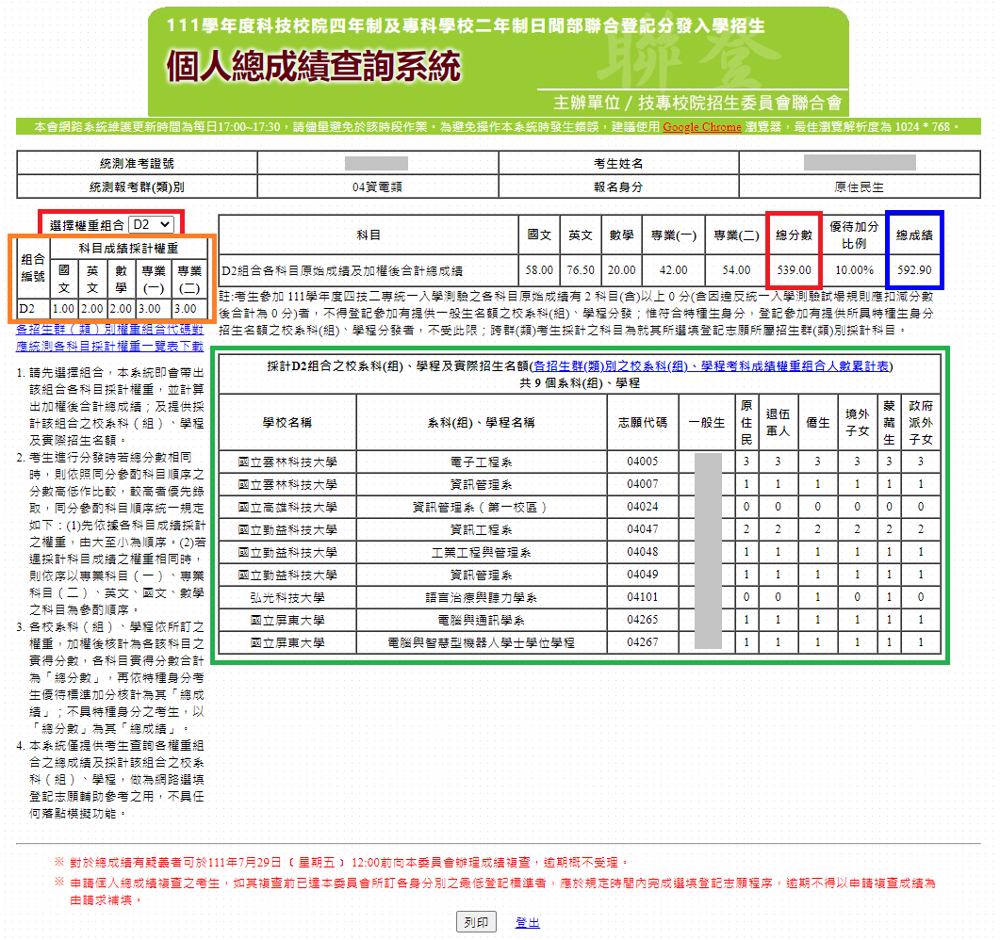 111學年度科技校院四年制及專科學校二年制日間部聯合登記分發入學招生
聯登
個人總成績查詢系統
主辦單位 / 技專校院招生委員會聯合會
本會網路系統維護更新時間為每日17:00~17:30，請儘量避免於該時段作業。為避免操作本系統時發生錯誤，建議使用 Google Chrome 瀏覽器，最佳瀏覽解析度為 1024 * 768。
統測准考證號 考生姓名
統測報考群(類)別 04資電類 報名身分 原住民生
選擇權重組合 D2
組合編號 科目成績採計權重
國文 英文 數學 專業(一) 專業(二)
D2 1.00 2.00 2.00 3.00 3.00
各招生群（類）別權重組合代碼對
應統測各科目採計權重一覽表下載
科目 國文 英文 數學 專業(一) 專業(二) 總分數 優待加分比例 總成績
D2組合各科目原始成績及加權後合計總成績 58.00 76.50 20.00 42.00 54.00 539.00 10.00% 592.90
註:考生參加 111學年度四技二專統一入學測驗之各科目原始成績有 2 科目(含)以上 0 分(含因違反統一入學測驗試場規則應扣減分數
後合計為 0 分)者，不得登記參加有提供一般生名額之校系科(組)、學程分發；惟符合特種生身分，登記參加有提供所具特種生身分
招生名額之校系科(組)、學程分發者，不受此限；跨群(類)考生採計之科目為就其所選填登記志願所屬招生群(類)別採計科目。
1. 請先選擇組合，本系統即會帶出
該組合各科目採計權重，並計算
出加權後合計總成績；及提供採
計該組合之校系科（組）、學程
及實際招生名額。
2. 考生進行分發時若總分數相同
時，則依照同分參酌科目順序之
分數高低作比較，較高者優先錄
取，同分參酌科目順序統一規定
如下：(1)先依據各科目成績採計
之權重，由大至小為順序。(2)若
遇採計科目成績之權重相同時，
則依序以專業科目（一）、專業
科目（二）、英文、國文、數學
之科目為參酌順序。
3. 各校系科（組）、學程依所訂之
權重，加權後核計為各該科目之
實得分數，各科目實得分數合計
為「總分數」，再依特種身分考
生優待標準加分核計為其「總成
績」；不具特種身分之考生，以
「總分數」為其「總成績」。
4. 本系統僅提供考生查詢各權重組
合之總成績及採計該組合之校系
科（組）、學程，做為網路選填
登記志願輔助參考之用，不具任
何落點模擬功能。
採計D2組合之校系科(組)、學程及實際招生名額(各招生群(類)別之校系科(組)、學程考科成績權重組合人數累計表)
共 9 個系科(組)、學程
學校名稱 系科(組)、學程名稱 志願代碼 一般生 原住民 退伍軍人 僑生 境外子女 蒙藏生 政府派外子女
國立雲林科技大學 電子工程系 04005 3 3 3 3 3 3
國立雲林科技大學 資訊管理系 04007 1 1 1 1 1 1
國立高雄科技大學 資訊管理系（第一校區） 04024 0 0 0 0 0 0
國立勤益科技大學 資訊工程系 04047 2 2 2 2 2 2
國立勤益科技大學 工業工程與管理系 04048 1 1 1 1 1 1
國立勤益科技大學 資訊管理系 04049 1 1 1 1 1 1
弘光科技大學 語言治療與聽力學系 04101 0 0 1 0 1 0
國立屏東大學 電腦與通訊學系 04265 1 1 1 1 1 1
國立屏東大學 電腦與智慧型機器人學士學位學程 04267 1 1 1 1 1 1
※ 對於總成績有疑義者可於111年7月29日（星期五）12:00前向本委員會辦理成績複查，逾期概不受理。
※ 申請個人總成績複查之考生，如其複查前已達本委員會所訂各身分別之最低登記標準者，應於規定時間內完成選填登記志願程序，逾期不得以申請複查成績為
由請求補填。
列印 登出